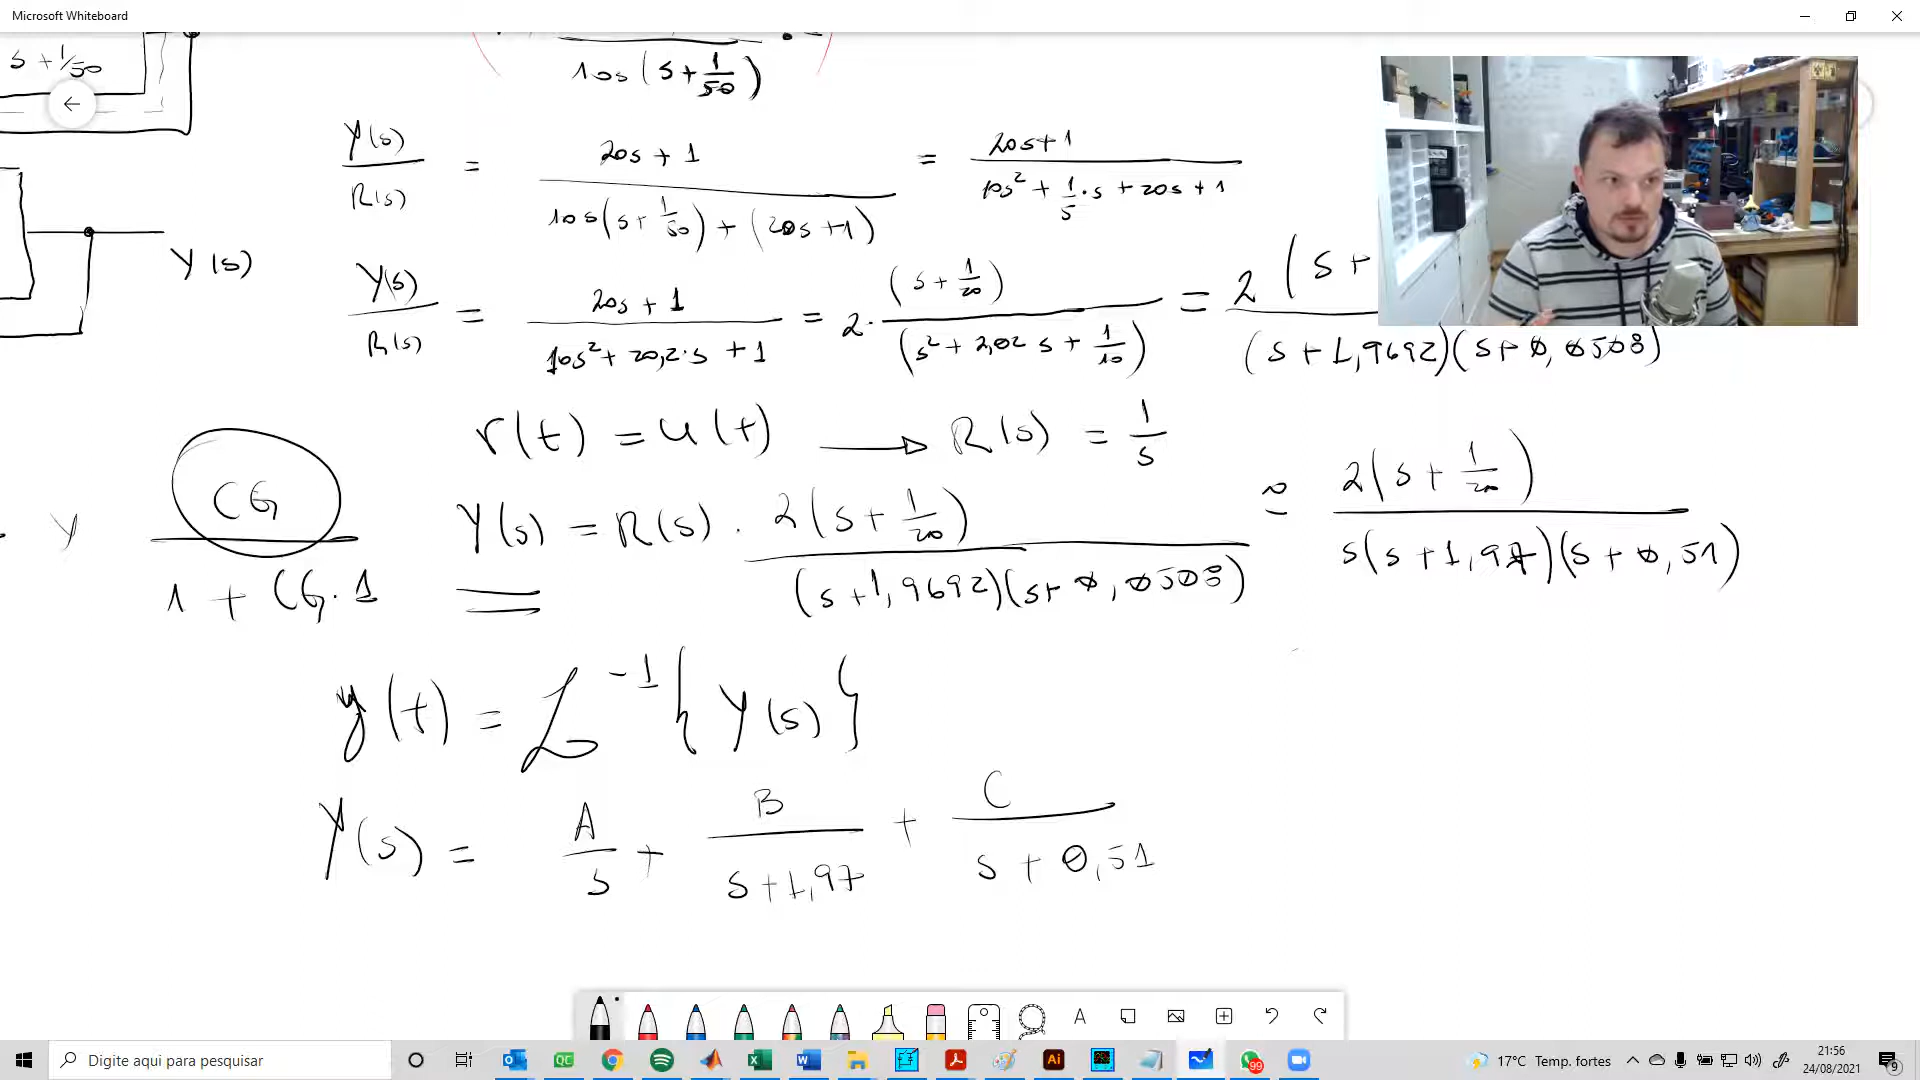 Microsoft Whiteboard
s + 1/50
10s (s + 1/50)
Y(s)/R(s) = (20s + 1)/(10s(s + 1/50) + (20s + 1)) = (20s + 1)/(10s² + 1/5 · s + 20s + 1)
Y(s)
Y(s)/R(s) = (20s + 1)/(10s² + 20,2·s + 1) = 2 · (s + 1/20)/(s² + 2,02 s + 1/10) = 2(s + /(s + 1,9692)(s + 0,0508)
r(t) = u(t) → R(s) = 1/s
Y CG/(1 + CG·1)
Y(s) = R(s) · 2(s + 1/20)/(s + 1,9692)(s + 0,0508) ≈ 2(s + 1/20)/s(s + 1,97)(s + 0,51)
y(t) = L⁻¹{Y(s)}
Y(s) = A/s + B/(s + 1,97) + C/(s + 0,51)
A
Digite aqui para pesquisar
QC
Ai
99
17°C Temp. fortes
21:56
24/08/2021
9